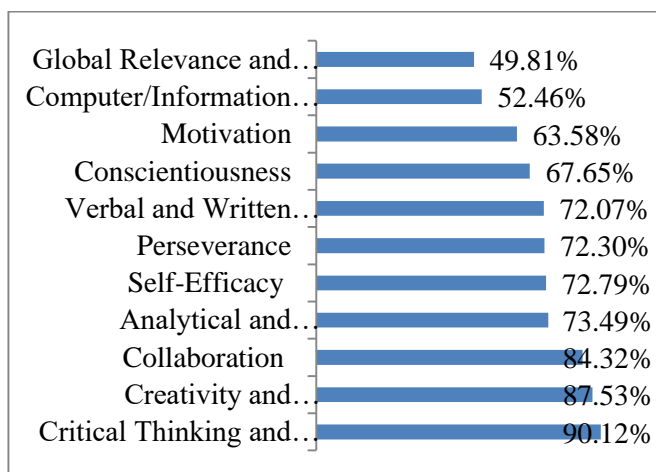 Global Relevance and… 49.81%
Computer/Information… 52.46%
Motivation 63.58%
Conscientiousness 67.65%
Verbal and Written… 72.07%
Perseverance 72.30%
Self-Efficacy 72.79%
Analytical and… 73.49%
Collaboration 84.32%
Creativity and… 87.53%
Critical Thinking and… 90.12%